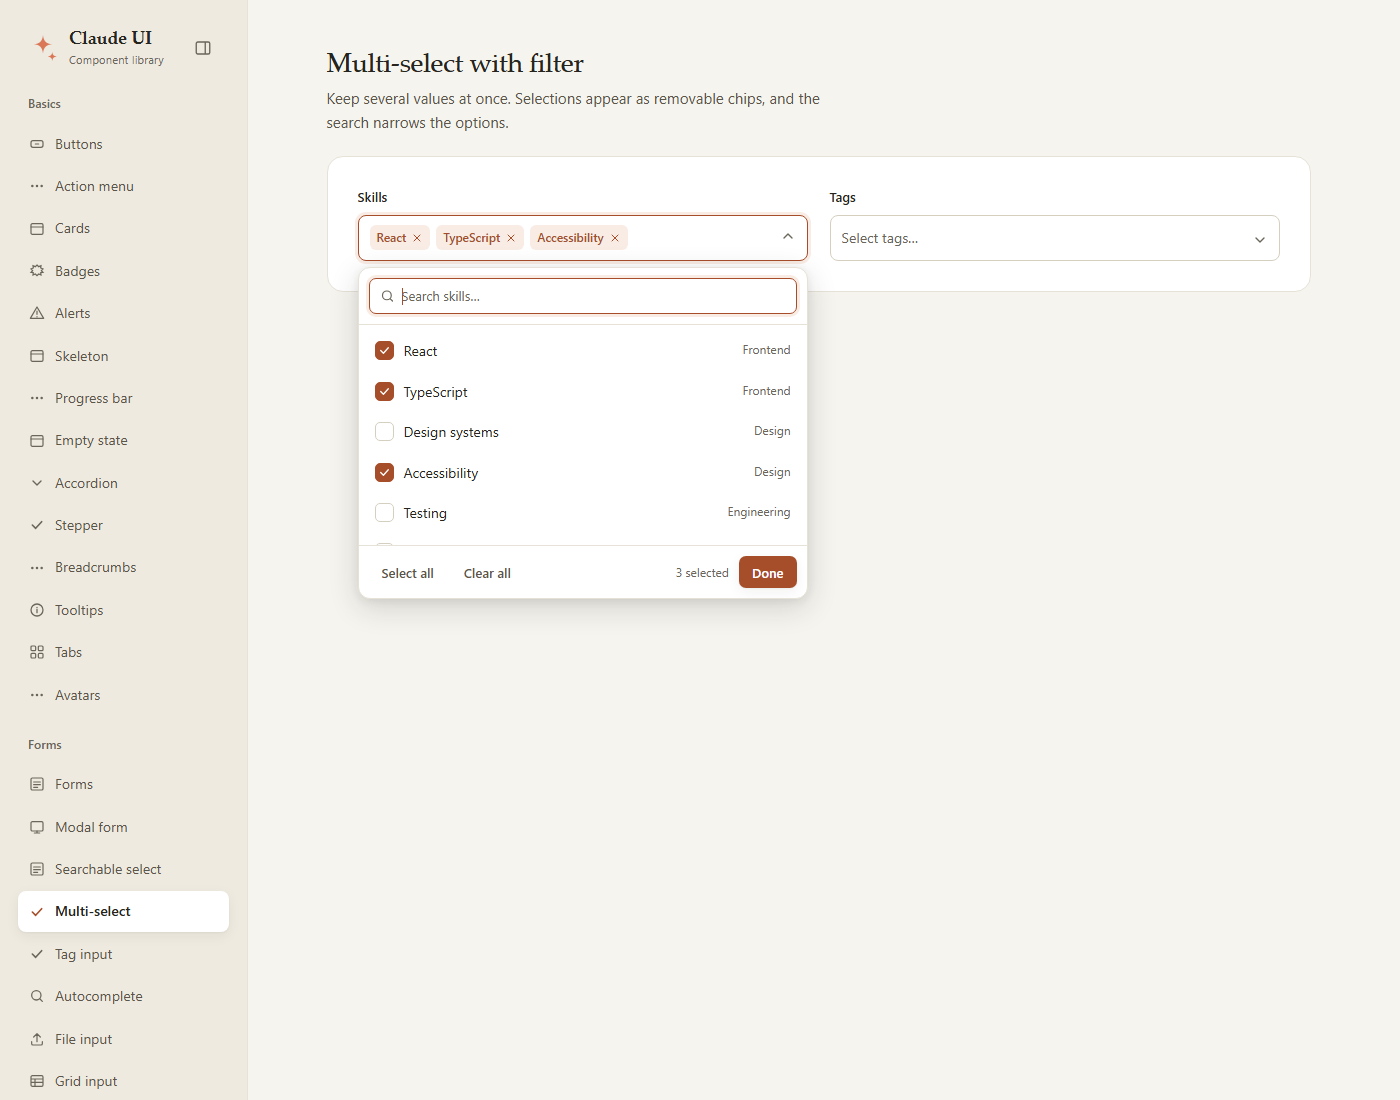 Claude UI
Component library
Basics
Buttons
Action menu
Cards
Badges
Alerts
Skeleton
Progress bar
Empty state
Accordion
Stepper
Breadcrumbs
Tooltips
Tabs
Avatars
Forms
Forms
Modal form
Searchable select
Multi-select
Tag input
Autocomplete
File input
Grid input
Multi-select with filter
Keep several values at once. Selections appear as removable chips, and the
search narrows the options.
Skills
React TypeScript Accessibility
Search skills...
React Frontend
TypeScript Frontend
Design systems Design
Accessibility Design
Testing Engineering
Select all Clear all 3 selected Done
Tags
Select tags...